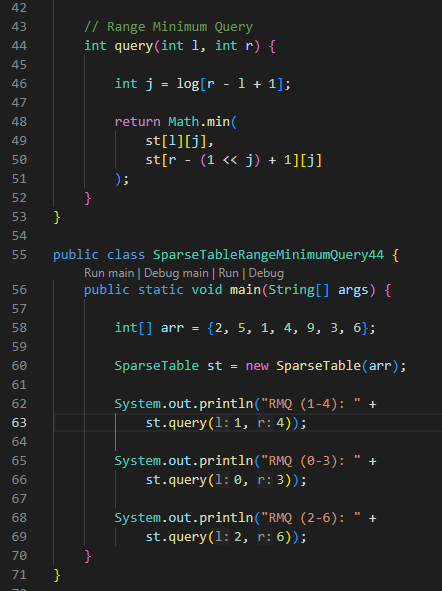 42
43 // Range Minimum Query
44 int query(int l, int r) {
45
46 int j = log[r - l + 1];
47
48 return Math.min(
49 st[l][j],
50 st[r - (1 << j) + 1][j]
51 );
52 }
53 }
54
55 public class SparseTableRangeMinimumQuery44 {
Run main | Debug main | Run | Debug
56 public static void main(String[] args) {
57
58 int[] arr = {2, 5, 1, 4, 9, 3, 6};
59
60 SparseTable st = new SparseTable(arr);
61
62 System.out.println("RMQ (1-4): " +
63 st.query(l: 1, r: 4));
64
65 System.out.println("RMQ (0-3): " +
66 st.query(l: 0, r: 3));
67
68 System.out.println("RMQ (2-6): " +
69 st.query(l: 2, r: 6));
70 }
71 }